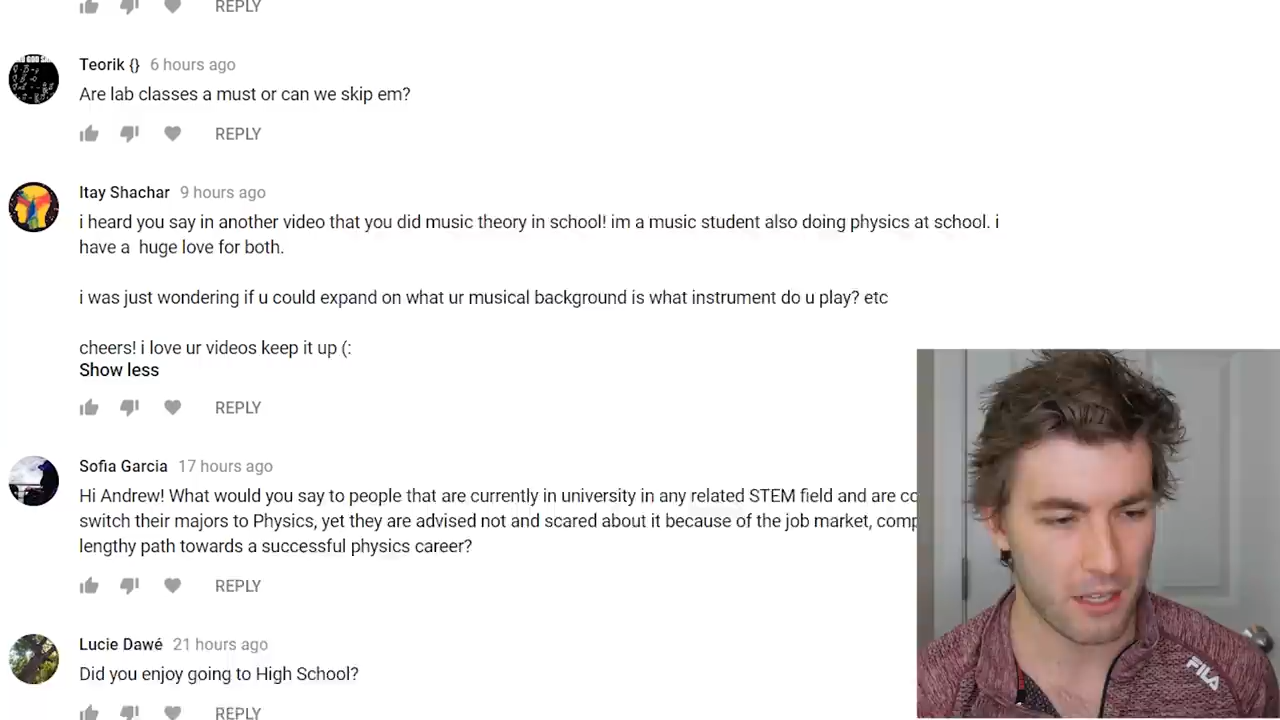 REPLY
Teorik {} 6 hours ago
Are lab classes a must or can we skip em?
REPLY
Itay Shachar 9 hours ago
i heard you say in another video that you did music theory in school! im a music student also doing physics at school. i
have a huge love for both.
i was just wondering if u could expand on what ur musical background is what instrument do u play? etc
cheers! i love ur videos keep it up (:
Show less
REPLY
Sofia Garcia 17 hours ago
Hi Andrew! What would you say to people that are currently in university in any related STEM field and are
switch their majors to Physics, yet they are advised not and scared about it because of the job market,
lengthy path towards a successful physics career?
REPLY
Lucie Dawé 21 hours ago
Did you enjoy going to High School?
REPLY
FILA